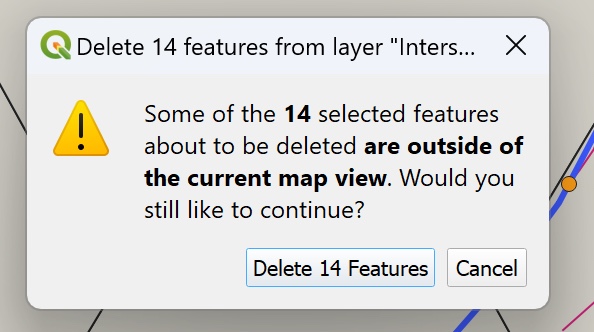 Delete 14 features from layer "Inters...
Some of the 14 selected features
about to be deleted are outside of
the current map view. Would you
still like to continue?
Delete 14 Features
Cancel